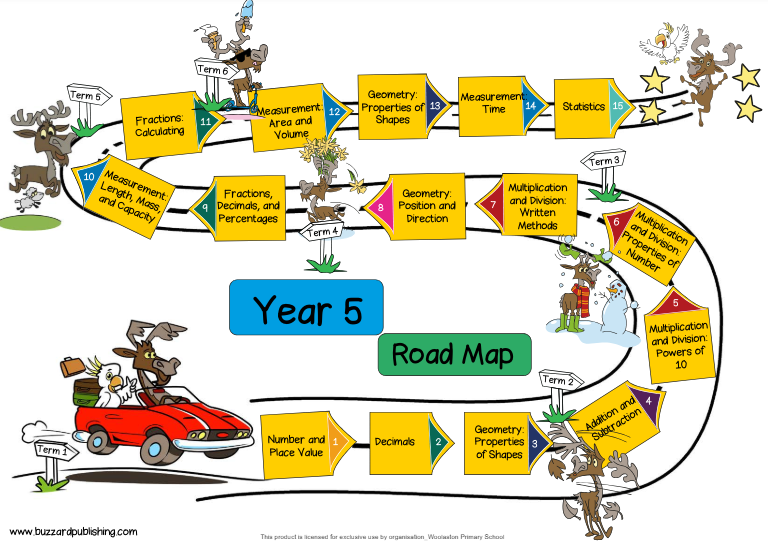 Term 6
Term 5
Fractions:
Calculating
11
Measurement:
Area and
Volume
12
Geometry:
Properties of
Shapes
13
Measurement:
Time
14
Statistics
15
Term 3
10
Measurement:
Length, Mass,
and Capacity
9
Fractions,
Decimals, and
Percentages
Term 4
8
Geometry:
Position and
Direction
7
Multiplication
and Division:
Written
Methods
6
Multiplication
and Division:
Properties of
Number
5
Multiplication
and Division:
Powers of
10
Year 5
Road Map
Term 2
4
Addition and
Subtraction
Term 1
Number and
Place Value
1
Decimals
2
Geometry:
Properties
of Shapes
3
www.buzzardpublishing.com
This product is licensed for exclusive use by organisation, Woolaston Primary School